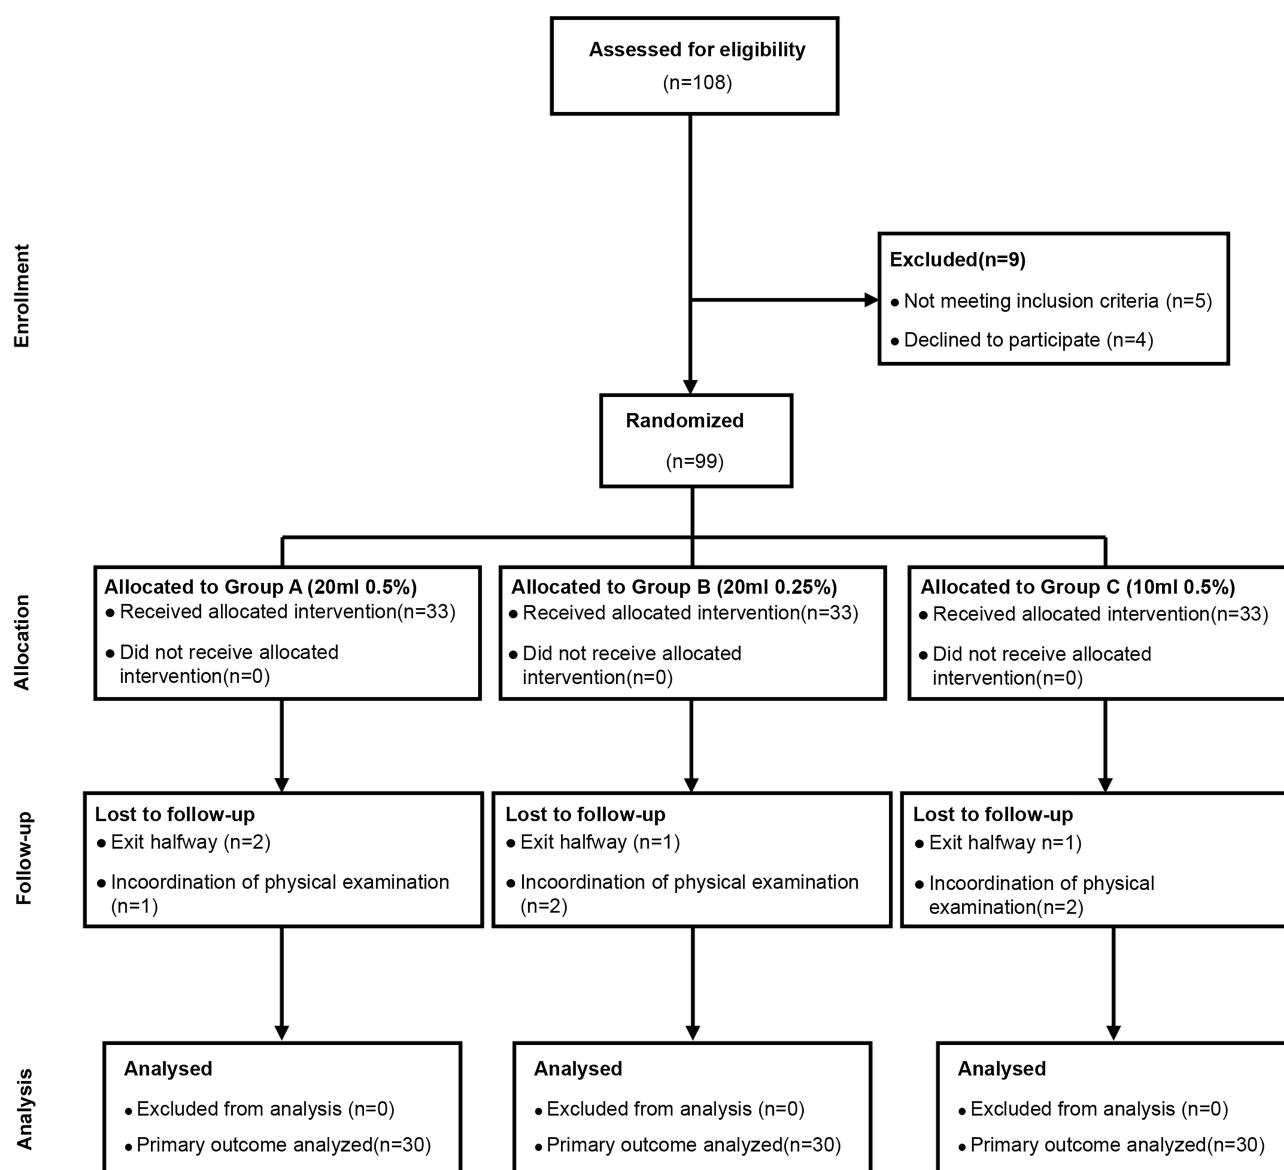 Assessed for eligibility
(n=108)
Enrollment
Excluded(n=9)
● Not meeting inclusion criteria (n=5)
● Declined to participate (n=4)
Randomized
(n=99)
Allocation
Allocated to Group A (20ml 0.5%)
● Received allocated intervention(n=33)
● Did not receive allocated
intervention(n=0)
Allocated to Group B (20ml 0.25%)
● Received allocated intervention(n=33)
● Did not receive allocated
intervention(n=0)
Allocated to Group C (10ml 0.5%)
● Received allocated intervention(n=33)
● Did not receive allocated
intervention(n=0)
Follow-up
Lost to follow-up
● Exit halfway (n=2)
● Incoordination of physical examination
(n=1)
Lost to follow-up
● Exit halfway (n=1)
● Incoordination of physical examination
(n=2)
Lost to follow-up
● Exit halfway n=1)
● Incoordination of physical
examination(n=2)
Analysis
Analysed
● Excluded from analysis (n=0)
● Primary outcome analyzed(n=30)
Analysed
● Excluded from analysis (n=0)
● Primary outcome analyzed(n=30)
Analysed
● Excluded from analysis (n=0)
● Primary outcome analyzed(n=30)